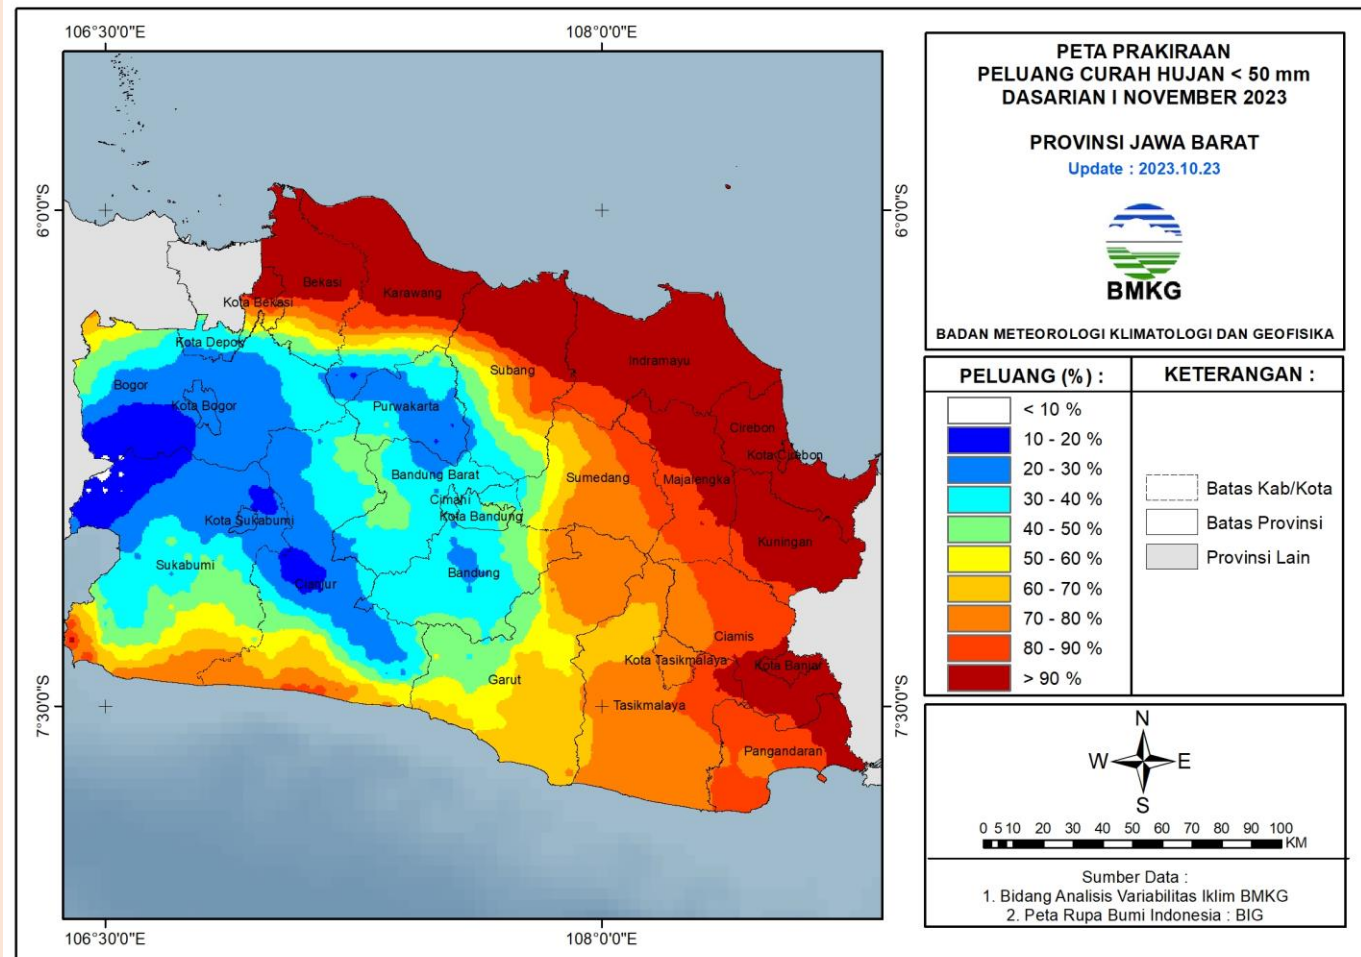 106°30'0"E
108°0'0"E
6°0'0"S
7°30'0"S
6°0'0"S
7°30'0"S
106°30'0"E
108°0'0"E
Bekasi
Karawang
Kota Bekasi
Kota Depok
Indramayu
Subang
Bogor
Kota Bogor
Purwakarta
Cirebon
Kota Cirebon
Bandung Barat
Sumedang
Majalengka
Cimahi
Kota Bandung
Kota Sukabumi
Kuningan
Sukabumi
Bandung
Cianjur
Ciamis
Kota Tasikmalaya
Kota Banjar
Garut
Tasikmalaya
Pangandaran
PETA PRAKIRAAN
PELUANG CURAH HUJAN < 50 mm
DASARIAN I NOVEMBER 2023
PROVINSI JAWA BARAT
Update : 2023.10.23
BMKG
BADAN METEOROLOGI KLIMATOLOGI DAN GEOFISIKA
PELUANG (%) :
< 10 %
10 - 20 %
20 - 30 %
30 - 40 %
40 - 50 %
50 - 60 %
60 - 70 %
70 - 80 %
80 - 90 %
> 90 %
KETERANGAN :
Batas Kab/Kota
Batas Provinsi
Provinsi Lain
N
W E
S
0 5 10 20 30 40 50 60 70 80 90 100
KM
Sumber Data :
1. Bidang Analisis Variabilitas Iklim BMKG
2. Peta Rupa Bumi Indonesia : BIG